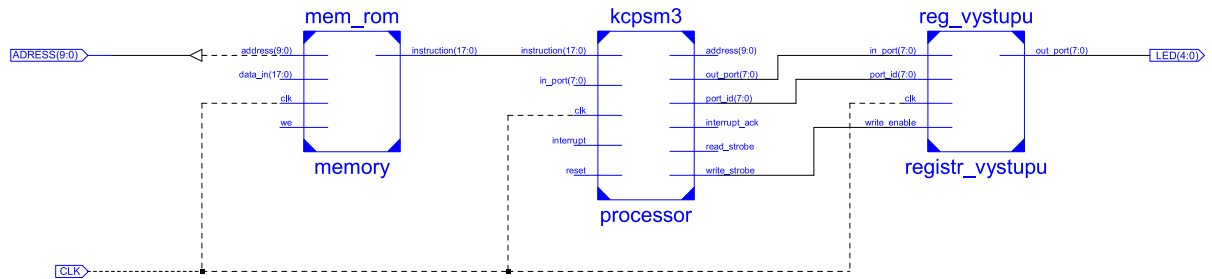 mem_rom
kcpsm3
reg_vystupu
ADRESS(9:0)
address(9:0)
instruction(17:0)
data_in(17:0)
clk
we
memory
instruction(17:0)
address(9:0)
in_port(7:0)
out_port(7:0)
clk
port_id(7:0)
interrupt_ack
interrupt
read_strobe
reset
write_strobe
processor
in_port(7:0)
out_port(7:0)
LED(4:0)
port_id(7:0)
clk
write_enable
registr_vystupu
CLK